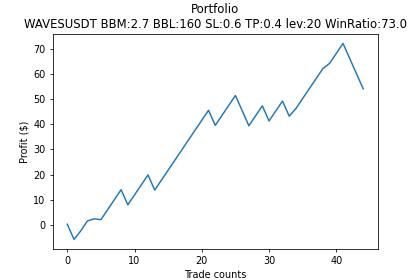 Portfolio
WAVESUSDT BBM:2.7 BBL:160 SL:0.6 TP:0.4 lev:20 WinRatio:73.0
70
60
50
40
30
20
10
0
Profit ($)
0 10 20 30 40
Trade counts